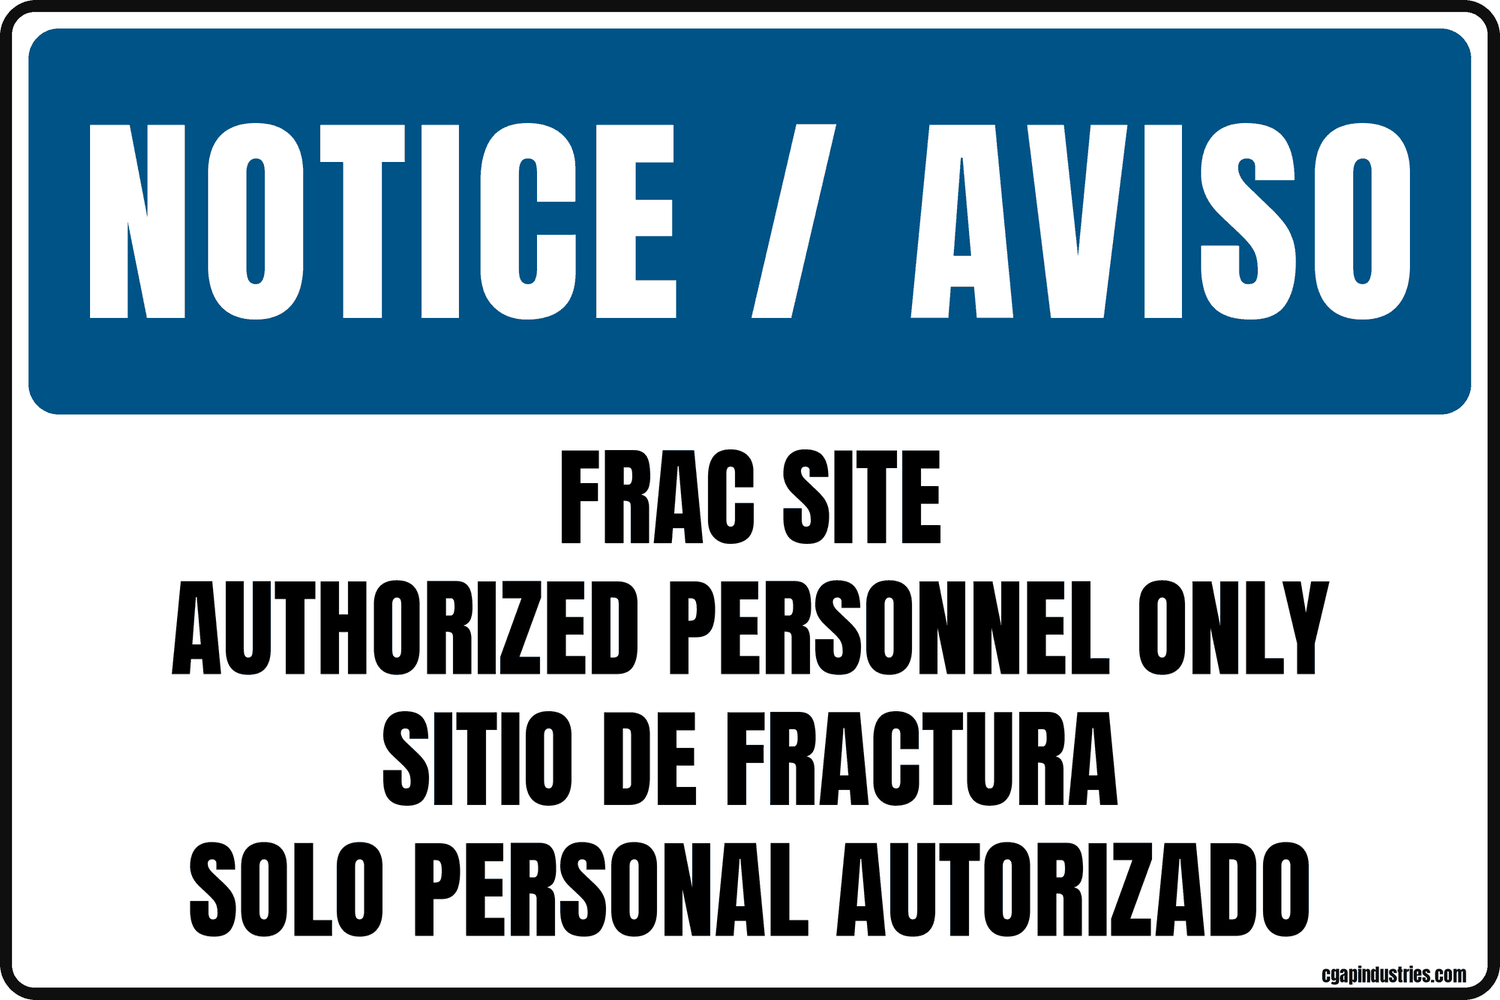 NOTICE / AVISO
FRAC SITE
AUTHORIZED PERSONNEL ONLY
SITIO DE FRACTURA
SOLO PERSONAL AUTORIZADO
cgapindustries.com